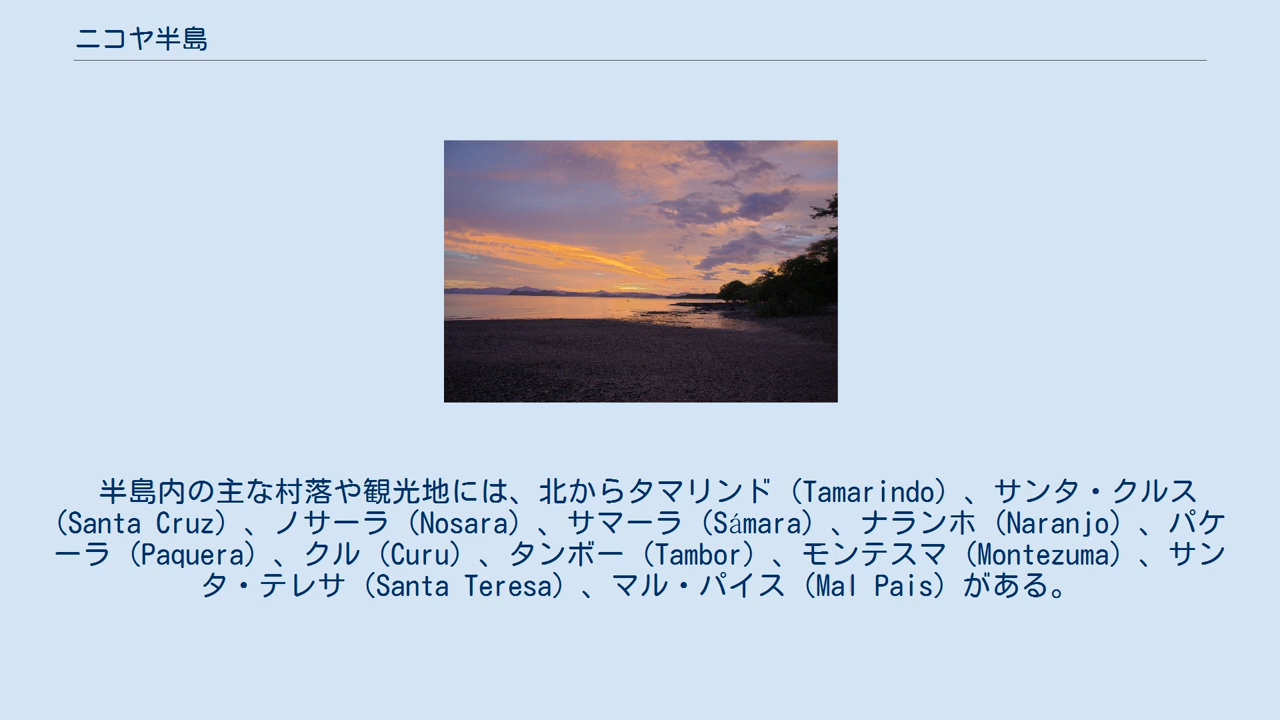 ニコヤ半島
半島内の主な村落や観光地には、北からタマリンド（Tamarindo）、サンタ・クルス
（Santa Cruz）、ノサーラ（Nosara）、サマーラ（Sámara）、ナランホ（Naranjo）、パケ
ーラ（Paquera）、クル（Curu）、タンボー（Tambor）、モンテスマ（Montezuma）、サン
タ・テレサ（Santa Teresa）、マル・パイス（Mal Pais）がある。